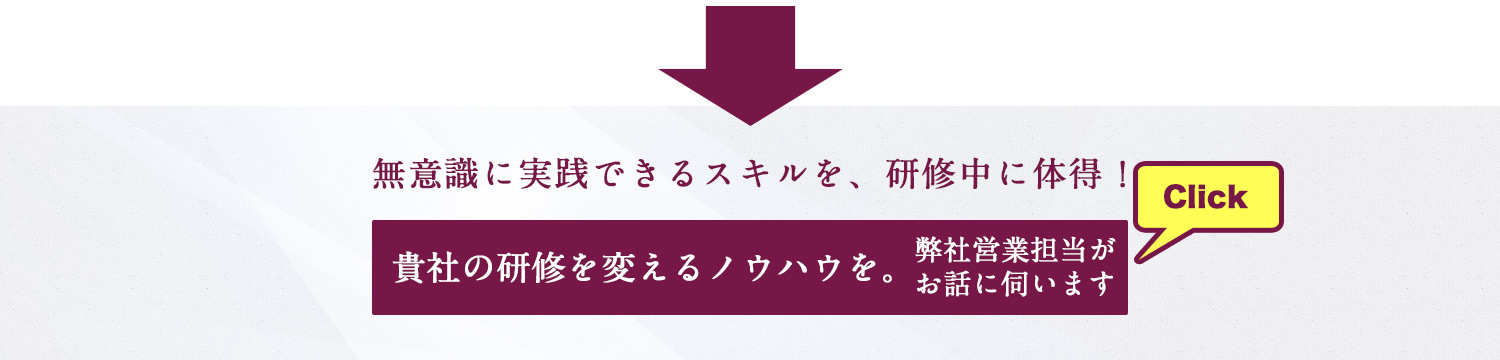 無意識に実践できるスキルを、研修中に体得！
Click
貴社の研修を変えるノウハウを。
弊社営業担当が
お話に伺います